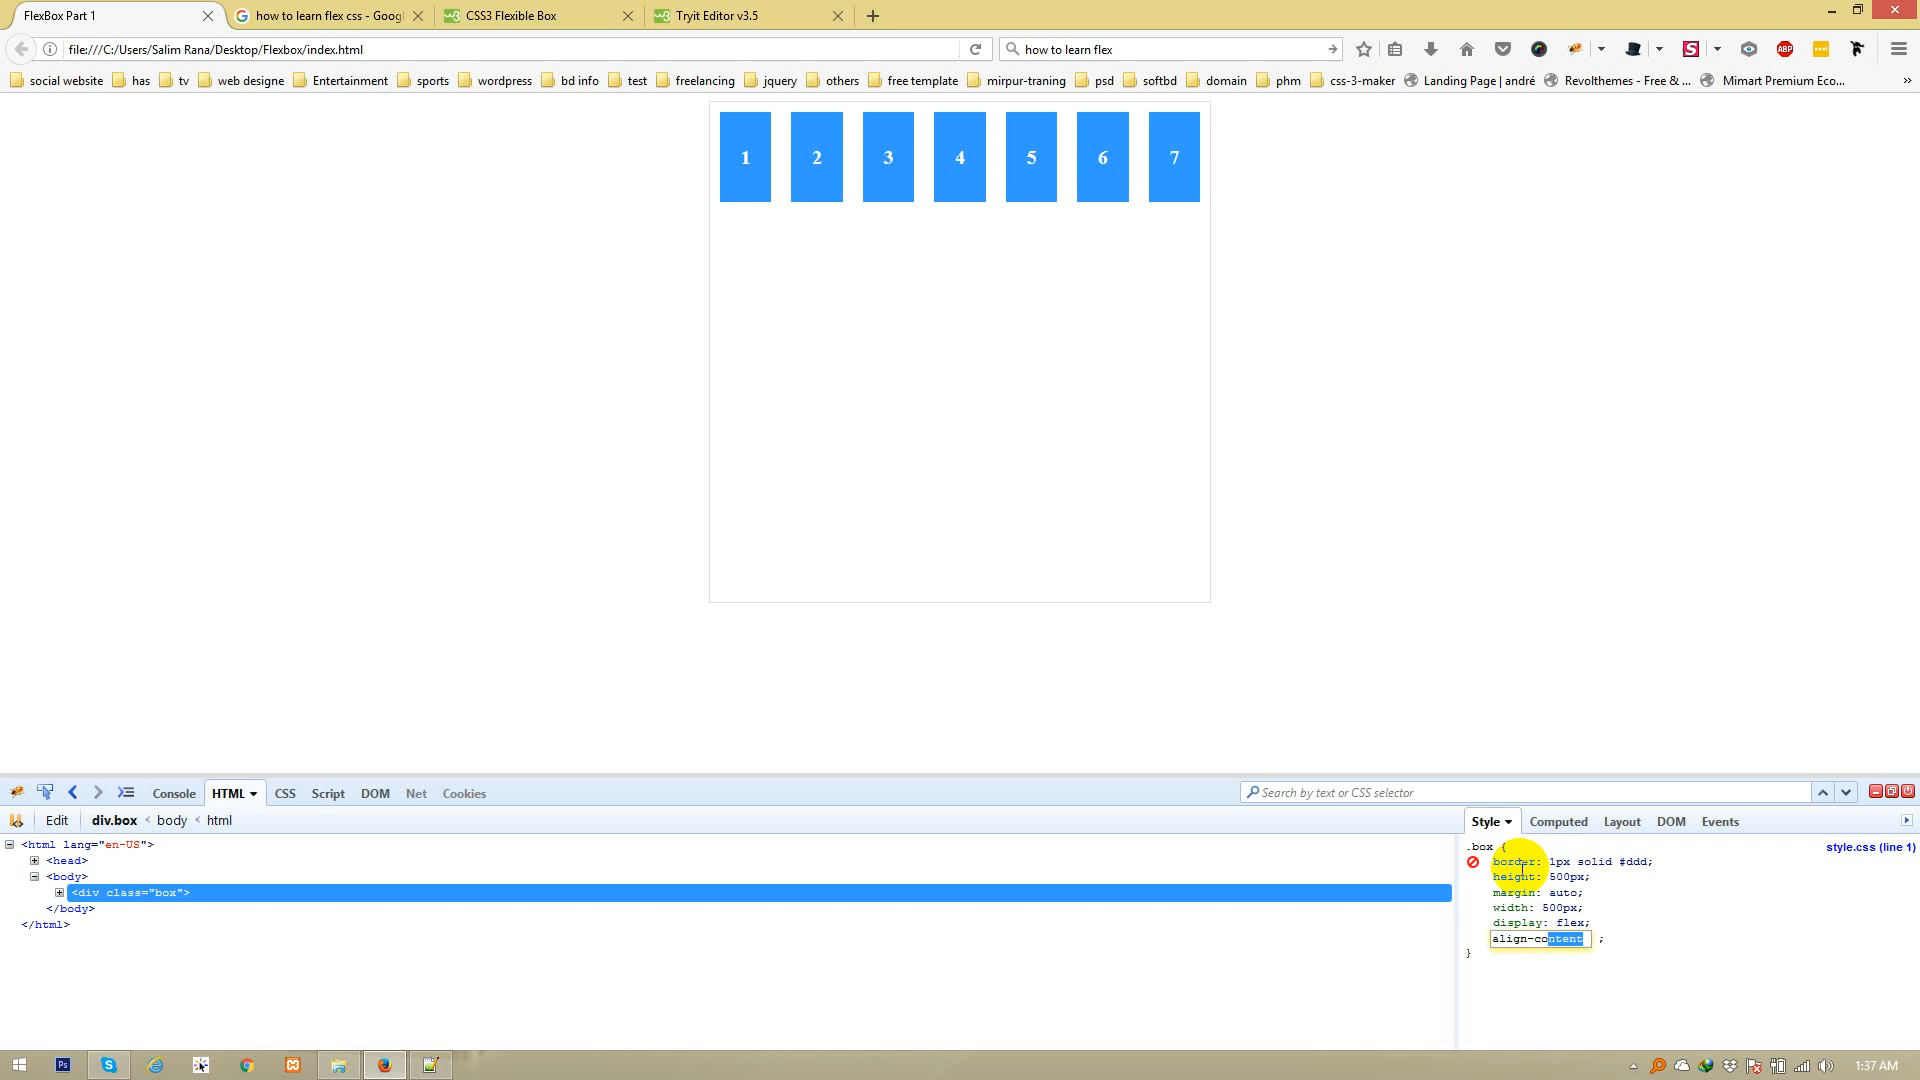 FlexBox Part 1
how to learn flex css - Goog
CSS3 Flexible Box
Tryit Editor v3.5
file:///C:/Users/Salim Rana/Desktop/Flexbox/index.html
how to learn flex
ABP
social website
has
tv
web designe
Entertainment
sports
wordpress
bd info
test
freelancing
jquery
others
free template
mirpur-traning
psd
softbd
domain
phm
css-3-maker
Landing Page | andré
Revolthemes - Free & ...
Mimart Premium Eco...
1 2 3 4 5 6 7
Console HTML CSS Script DOM Net Cookies
Search by text or CSS selector
Edit div.box < body < html
Style Computed Layout DOM Events
<html lang="en-US">
<head>
<body>
<div class="box">
</body>
</html>
.box {
style.css (line 1)
border: 1px solid #ddd;
height: 500px;
margin: auto;
width: 500px;
display: flex;
align-content ;
}
Ps
1:37 AM